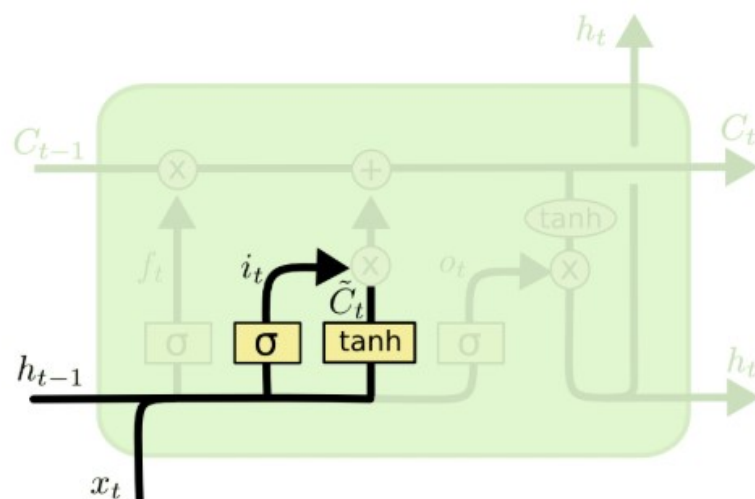 h_t
C_{t-1}
C_t
x
+
tanh
f_t
i_t
x
o_t
x
C̃_t
σ
σ
tanh
σ
h_{t-1}
h_t
x_t